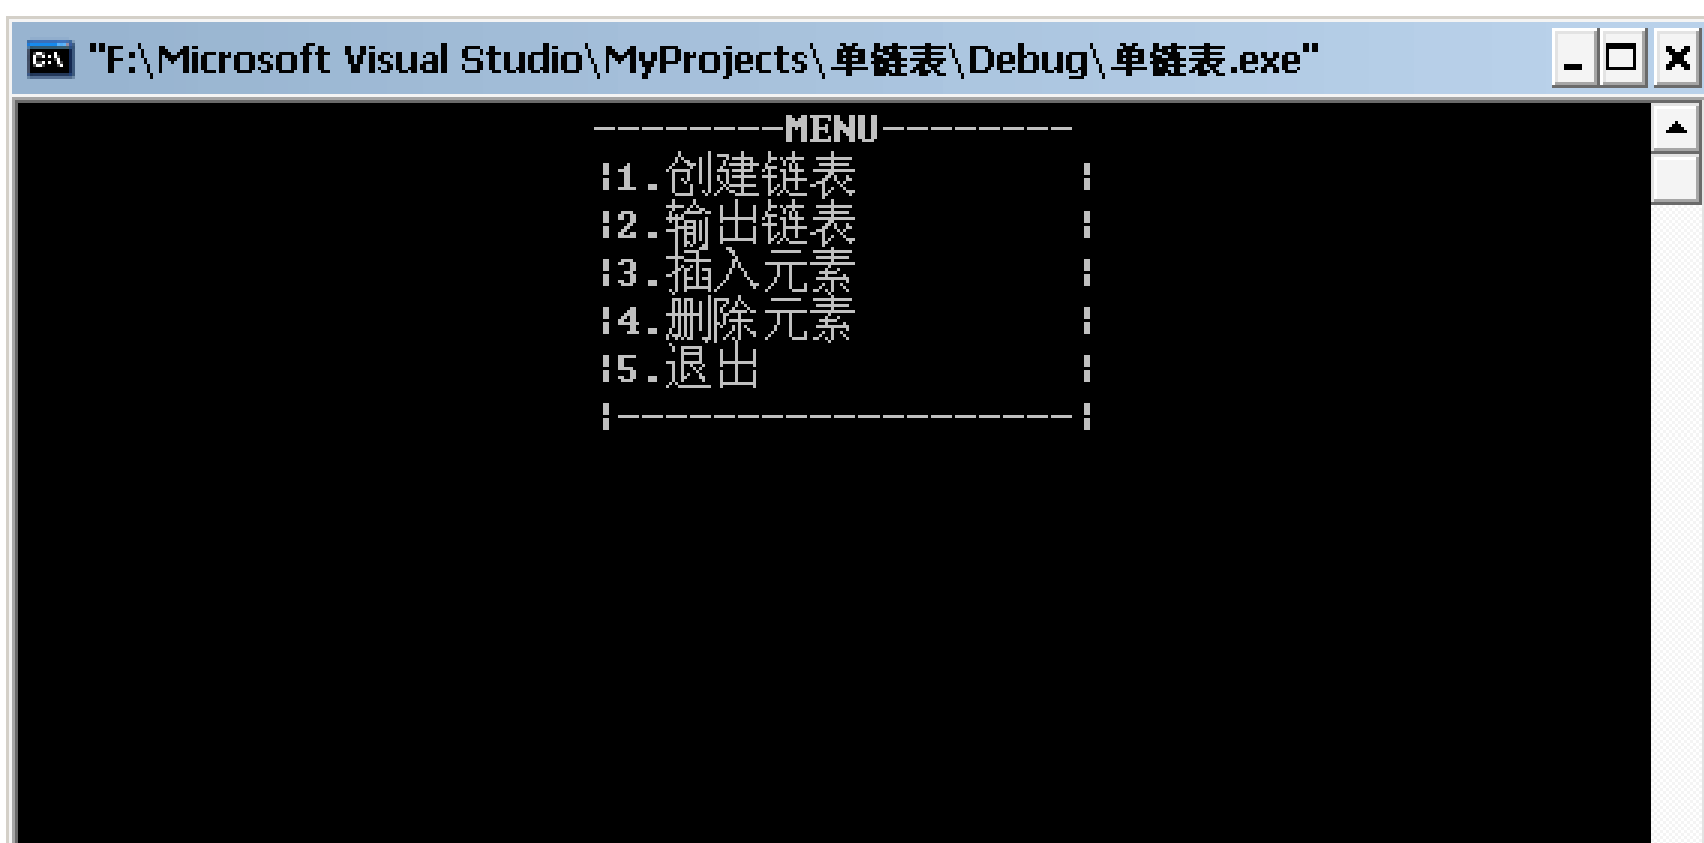 "F:\Microsoft Visual Studio\MyProjects\单链表\Debug\单链表.exe"
--------MENU--------
|1.创建链表 |
|2.输出链表 |
|3.插入元素 |
|4.删除元素 |
|5.退出 |
|-------------------|